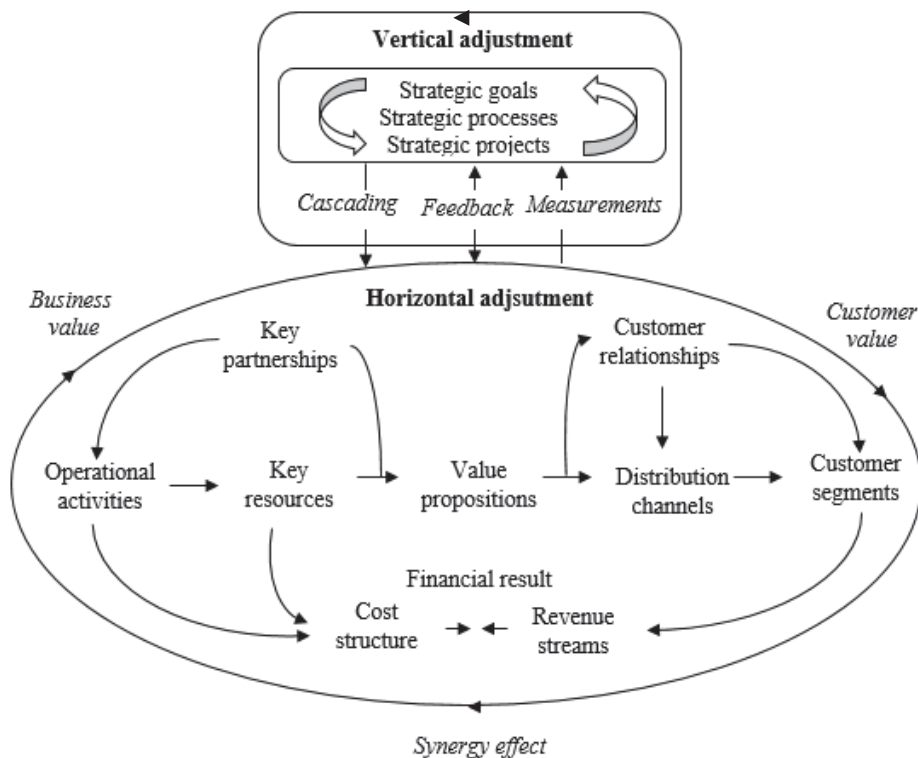 Vertical adjustment
Strategic goals
Strategic processes
Strategic projects
Cascading
Feedback
Measurements
Business
value
Horizontal adjsutment
Customer
value
Key
partnerships
Customer
relationships
Operational
activities
Key
resources
Value
propositions
Distribution
channels
Customer
segments
Financial result
Cost
structure
Revenue
streams
Synergy effect